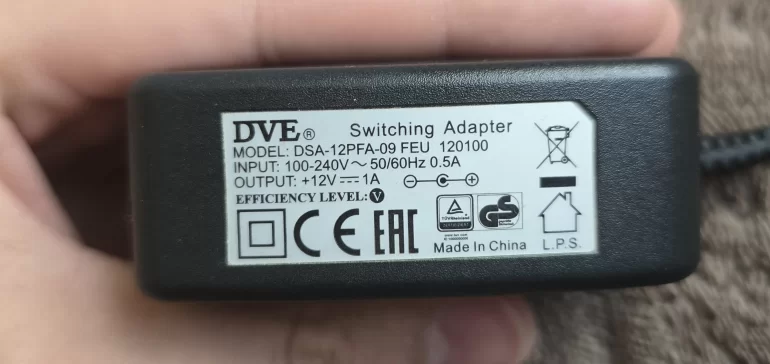 DVE® Switching Adapter
MODEL: DSA-12PFA-09 FEU 120100
INPUT: 100-240V～50/60Hz 0.5A
OUTPUT: +12V⎓1A
EFFICIENCY LEVEL: V
CE EAC GS
Made In China
L.P.S.